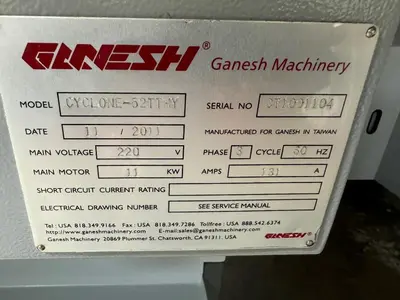 GANESH® Ganesh Machinery
MODEL CYCLONE-52TTMY SERIAL NO
DATE 11 / 2011 MANUFACTURED FOR GANESH IN TAIWAN
MAIN VOLTAGE 220 V PHASE 3 CYCLE 60 HZ
MAIN MOTOR 11 KW AMPS 131 A
SHORT CIRCUIT CURRENT RATING
ELECTRICAL DRAWING NUMBER SEE SERVICE MANUAL
Tel : USA 818.349.9166 Fax : USA 818.349.7286 Tollfree : USA 888.542.6374
http://www.ganeshmachinery.com E-mail:sales@ganeshmachinery.com
Ganesh Machinery 20869 Plummer St. Chatsworth, CA 91311 USA
GANESH®